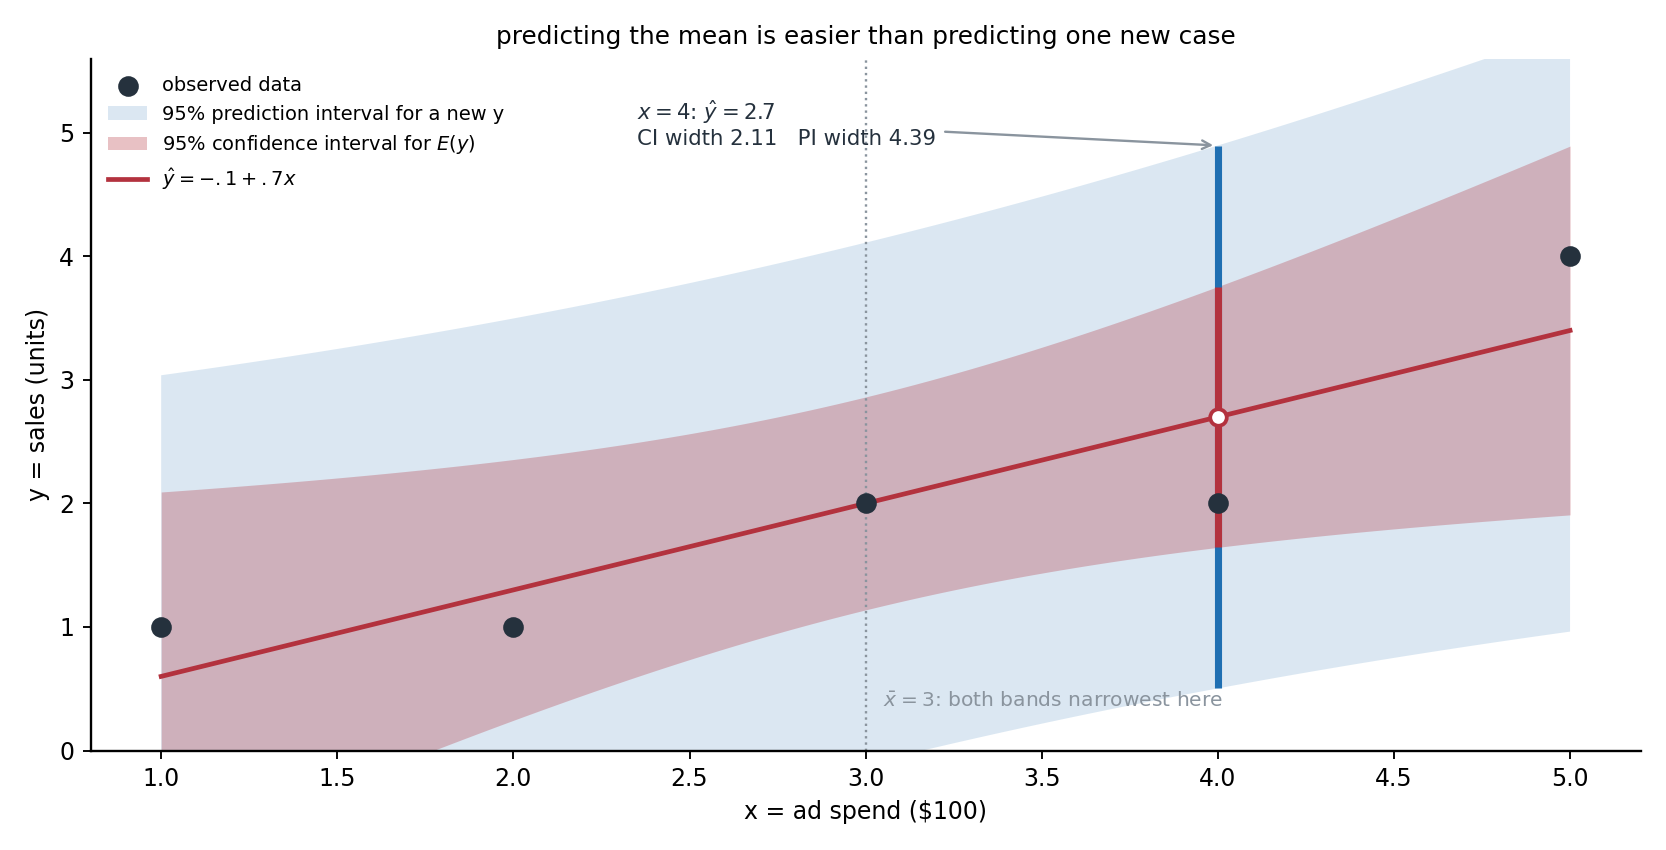 predicting the mean is easier than predicting one new case
observed data
95% prediction interval for a new y
95% confidence interval for E(y)
ŷ = −.1 + .7x
x = 4: ŷ = 2.7
CI width 2.11   PI width 4.39
x̄ = 3: both bands narrowest here
y = sales (units)
5
4
3
2
1
0
1.0 1.5 2.0 2.5 3.0 3.5 4.0 4.5 5.0
x = ad spend ($100)